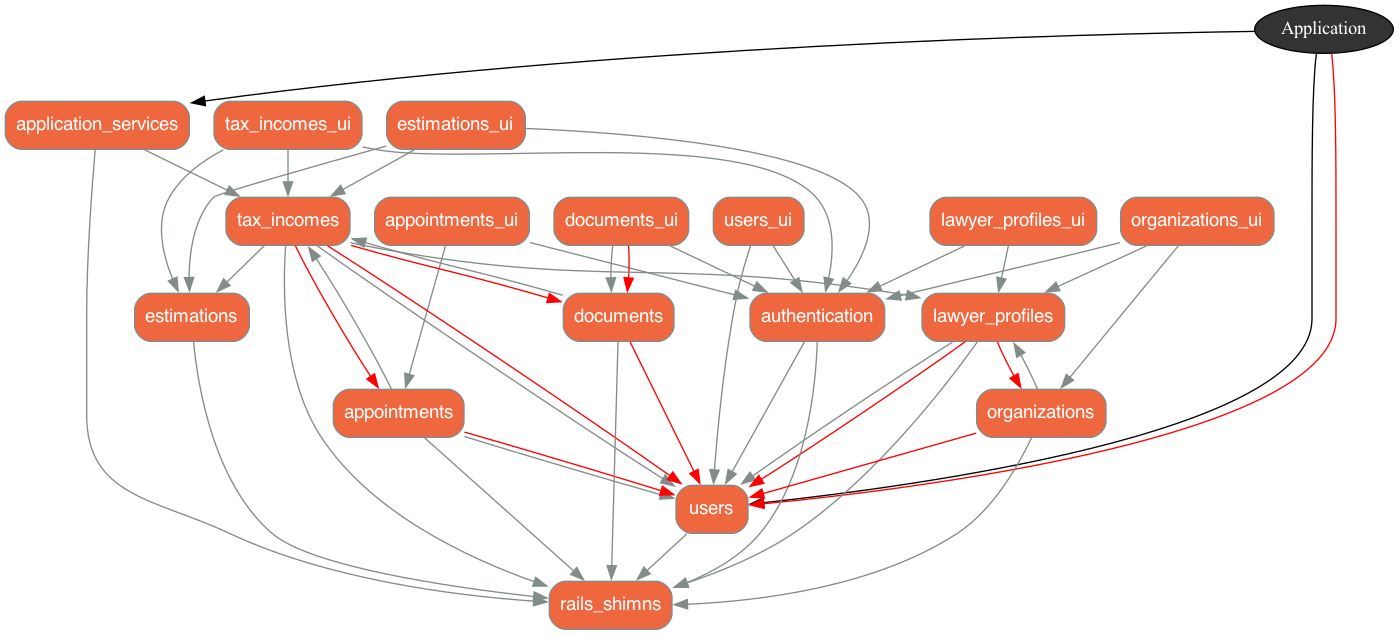 Application
application_services
tax_incomes_ui
estimations_ui
tax_incomes
appointments_ui
documents_ui
users_ui
lawyer_profiles_ui
organizations_ui
estimations
documents
authentication
lawyer_profiles
appointments
organizations
users
rails_shimns